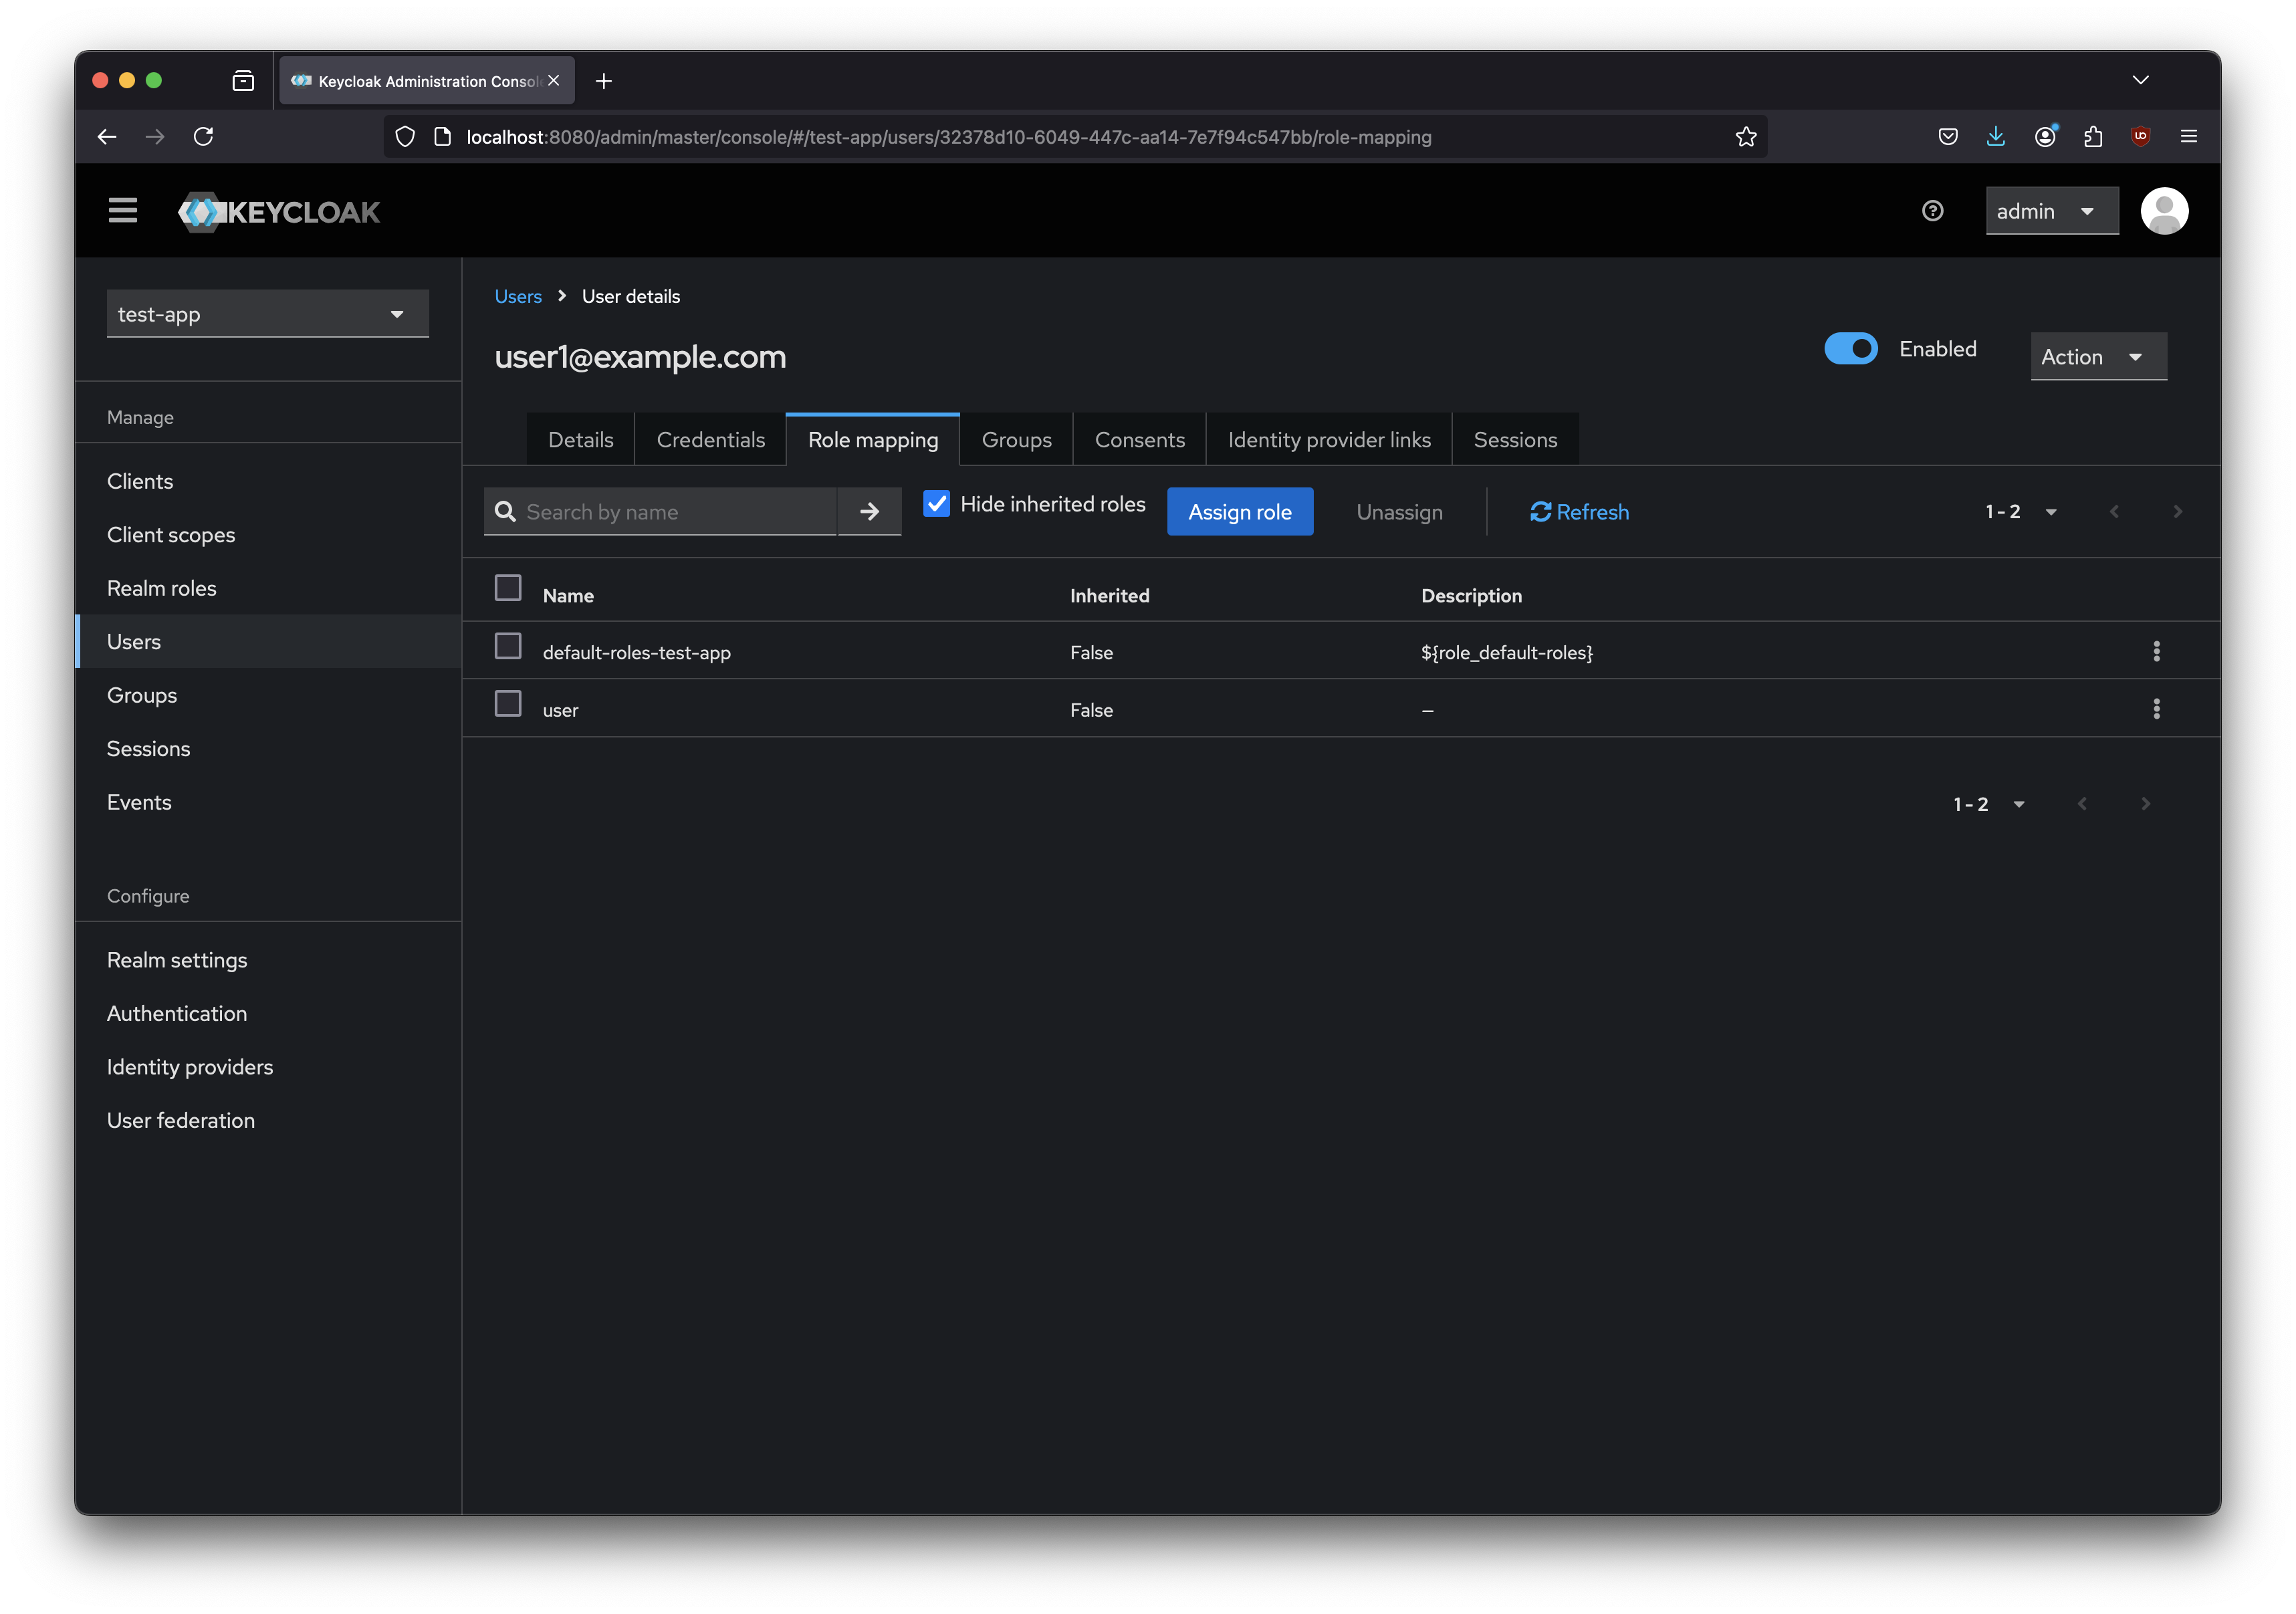 Keycloak Administration Consol
localhost:8080/admin/master/console/#/test-app/users/32378d10-6049-447c-aa14-7e7f94c547bb/role-mapping
KEYCLOAK
admin
test-app
Manage
Clients
Client scopes
Realm roles
Users
Groups
Sessions
Events
Configure
Realm settings
Authentication
Identity providers
User federation
Users User details
user1@example.com
Enabled
Action
Details Credentials Role mapping Groups Consents Identity provider links Sessions
Search by name Hide inherited roles Assign role Unassign Refresh 1 - 2
Name Inherited Description
default-roles-test-app False ${role_default-roles}
user False –
1 - 2